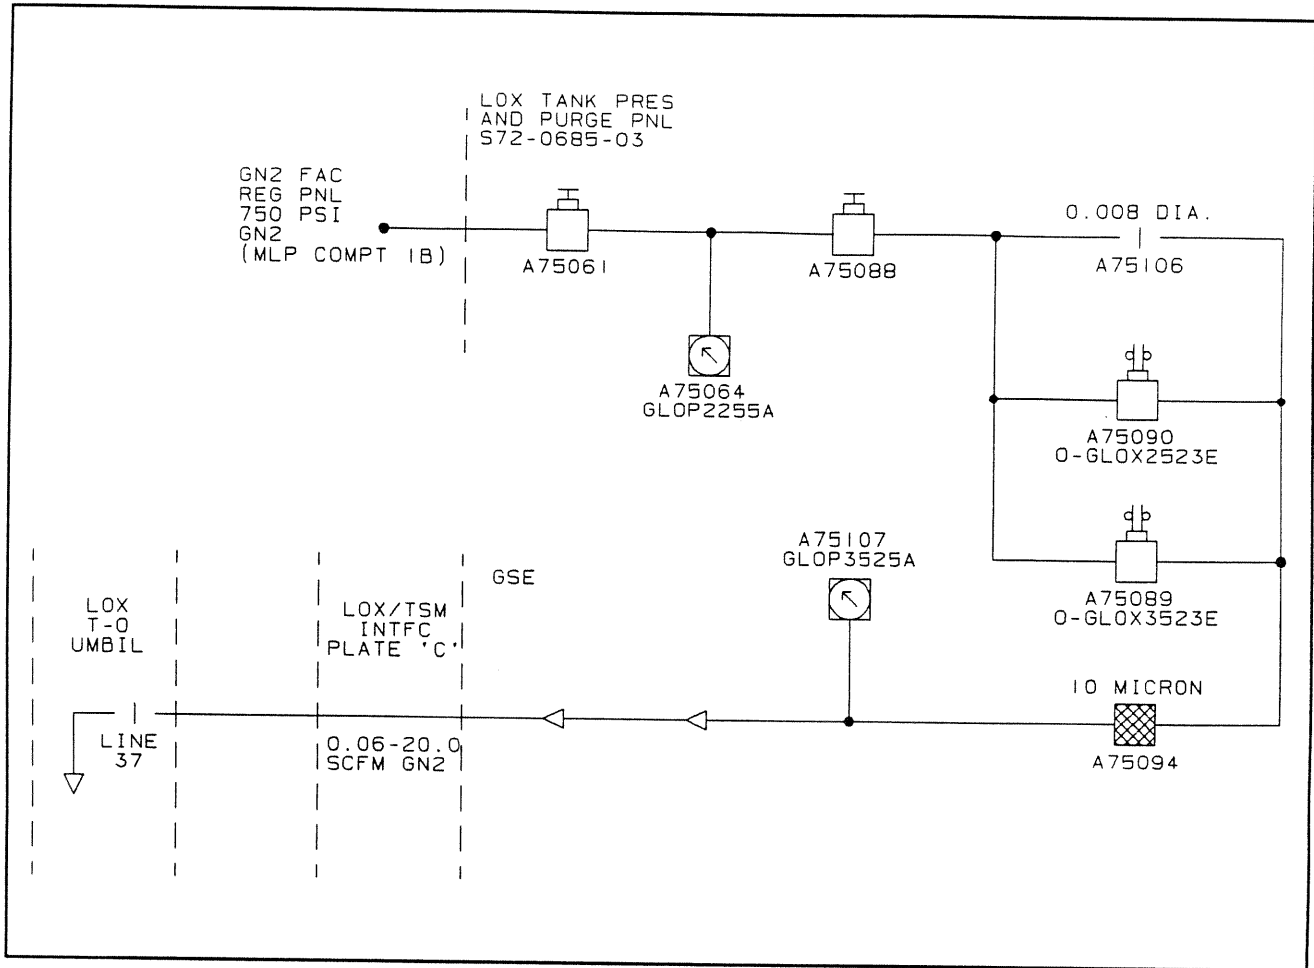 LOX TANK PRES
AND PURGE PNL
S72-0685-03
GN2 FAC
REG PNL
750 PSI
GN2
(MLP COMPT 1B)
A75061
A75088
0.008 DIA.
A75106
A75064
GLOP2255A
A75090
O-GLOX2523E
A75107
GLOP3525A
A75089
O-GLOX3523E
GSE
LOX
T-O
UMBIL
LOX/TSM
INTFC
PLATE 'C'
10 MICRON
A75094
LINE
37
0.06-20.0
SCFM GN2